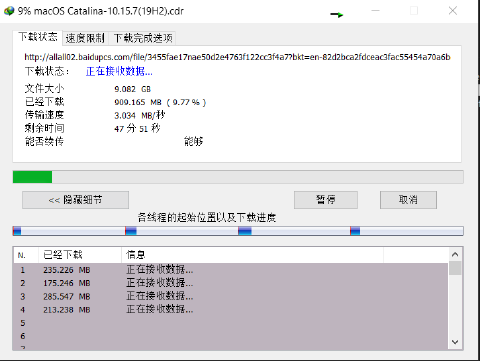 9% macOS Catalina-10.15.7(19H2).cdr
下载状态 速度限制 下载完成选项
http://allall02.baidupcs.com/file/3455fae17nae50d2e4763f122cc3f4a7?bkt=en-82d2bca2fdceac3fac55454a70a6b
下载状态： 正在接收数据...
文件大小 9.082 GB
已经下载 909.165 MB ( 9.77 % )
传输速度 3.034 MB/秒
剩余时间 47 分 51 秒
能否续传 能够
<< 隐藏细节 暂停 取消
各线程的起始位置以及下载进度
N. 已经下载 信息
1 235.226 MB 正在接收数据...
2 175.246 MB 正在接收数据...
3 285.547 MB 正在接收数据...
4 213.238 MB 正在接收数据...
5
6
7